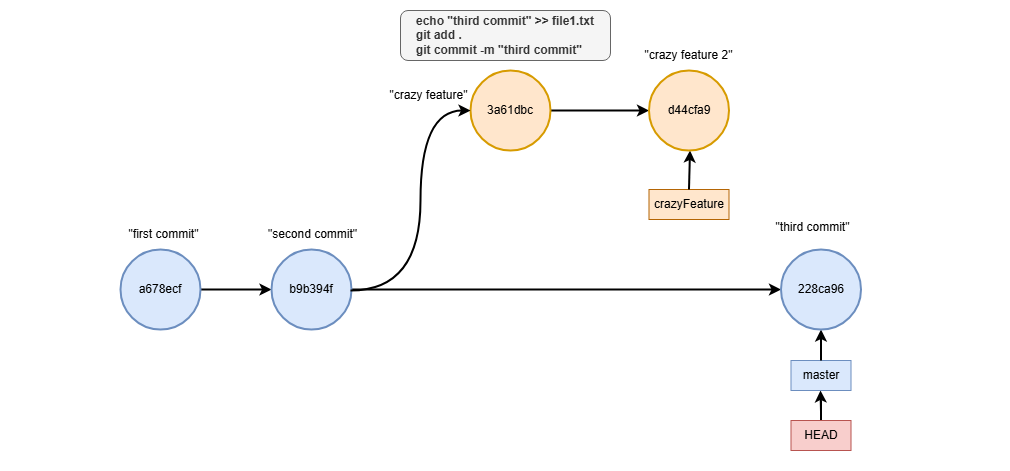 echo "third commit" >> file1.txt
git add .
git commit -m "third commit"
"crazy feature 2"
"crazy feature"
3a61dbc
d44cfa9
crazyFeature
"first commit"
"second commit"
"third commit"
a678ecf
b9b394f
228ca96
master
HEAD